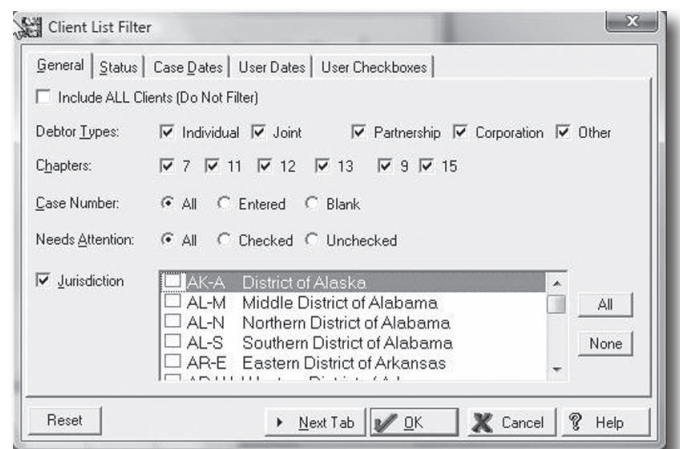 Client List Filter
General Status Case Dates User Dates User Checkboxes
Include ALL Clients (Do Not Filter)
Debtor Types: Individual Joint Partnership Corporation Other
Chapters: 7 11 12 13 9 15
Case Number: All Entered Blank
Needs Attention: All Checked Unchecked
Jurisdiction
AK-A District of Alaska
AL-M Middle District of Alabama
AL-N Northern District of Alabama
AL-S Southern District of Alabama
AR-E Eastern District of Arkansas
All
None
Reset Next Tab OK Cancel Help